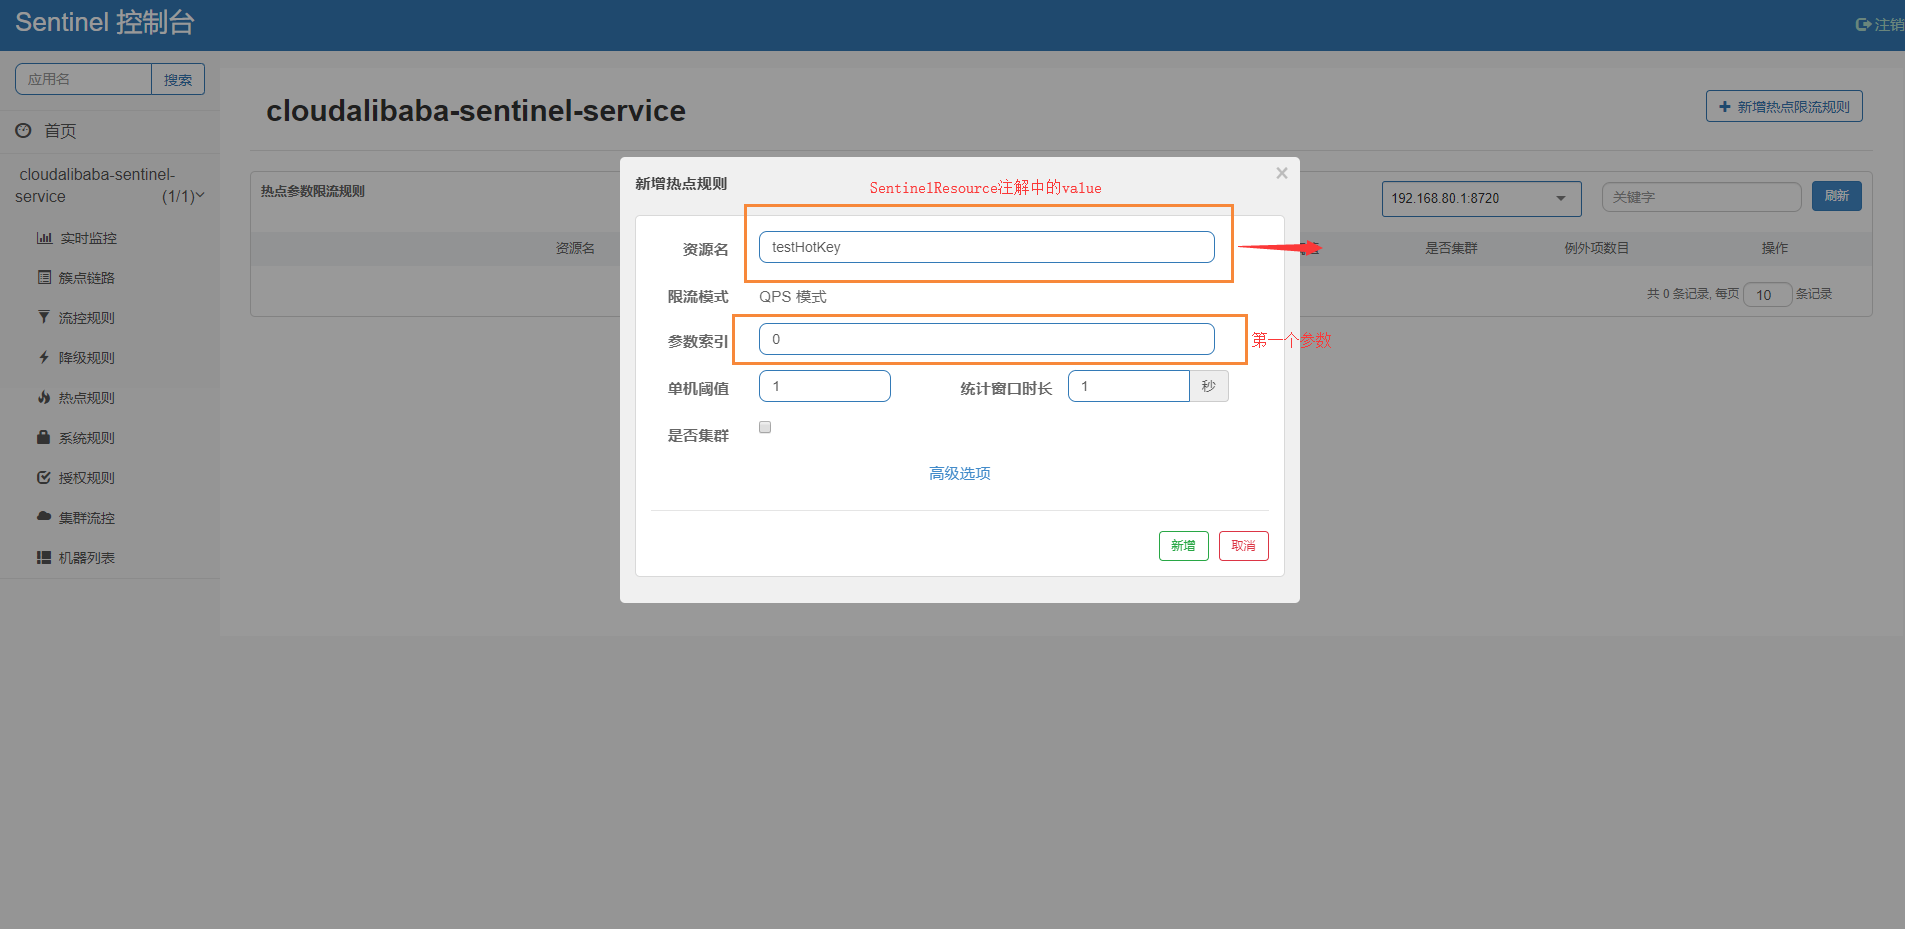 Sentinel 控制台
注销
应用名
搜索
首页
cloudalibaba-sentinel-service
(1/1)
实时监控
簇点链路
流控规则
降级规则
热点规则
系统规则
授权规则
集群流控
机器列表
cloudalibaba-sentinel-service
新增热点限流规则
热点参数限流规则
192.168.80.1:8720
关键字
刷新
资源名
是否集群
例外项数目
操作
共 0 条记录, 每页 10 条记录
新增热点规则
×
SentinelResource注解中的value
资源名
testHotKey
限流模式
QPS 模式
参数索引
0
第一个参数
单机阈值
1
统计窗口时长
1
秒
是否集群
高级选项
新增
取消